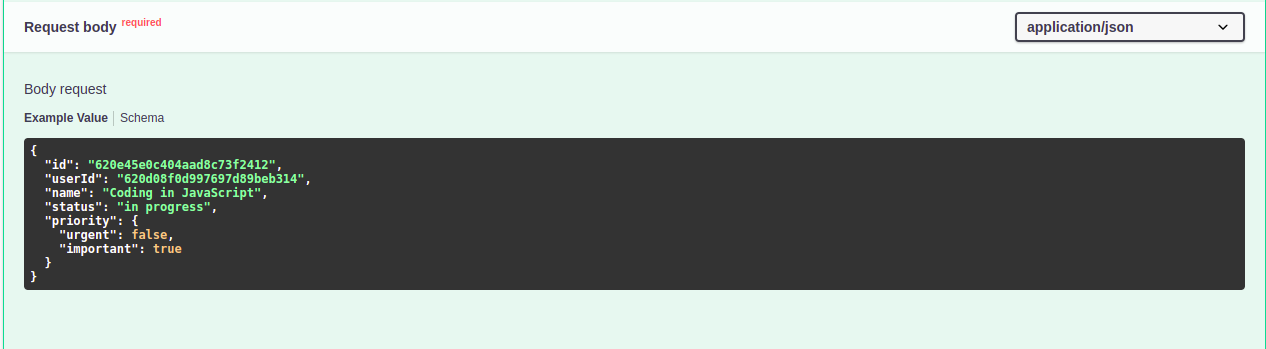 Request body required
application/json
Body request
Example Value Schema
{
  "id": "620e45e0c404aad8c73f2412",
  "userId": "620d08f0d997697d89beb314",
  "name": "Coding in JavaScript",
  "status": "in progress",
  "priority": {
    "urgent": false,
    "important": true
  }
}